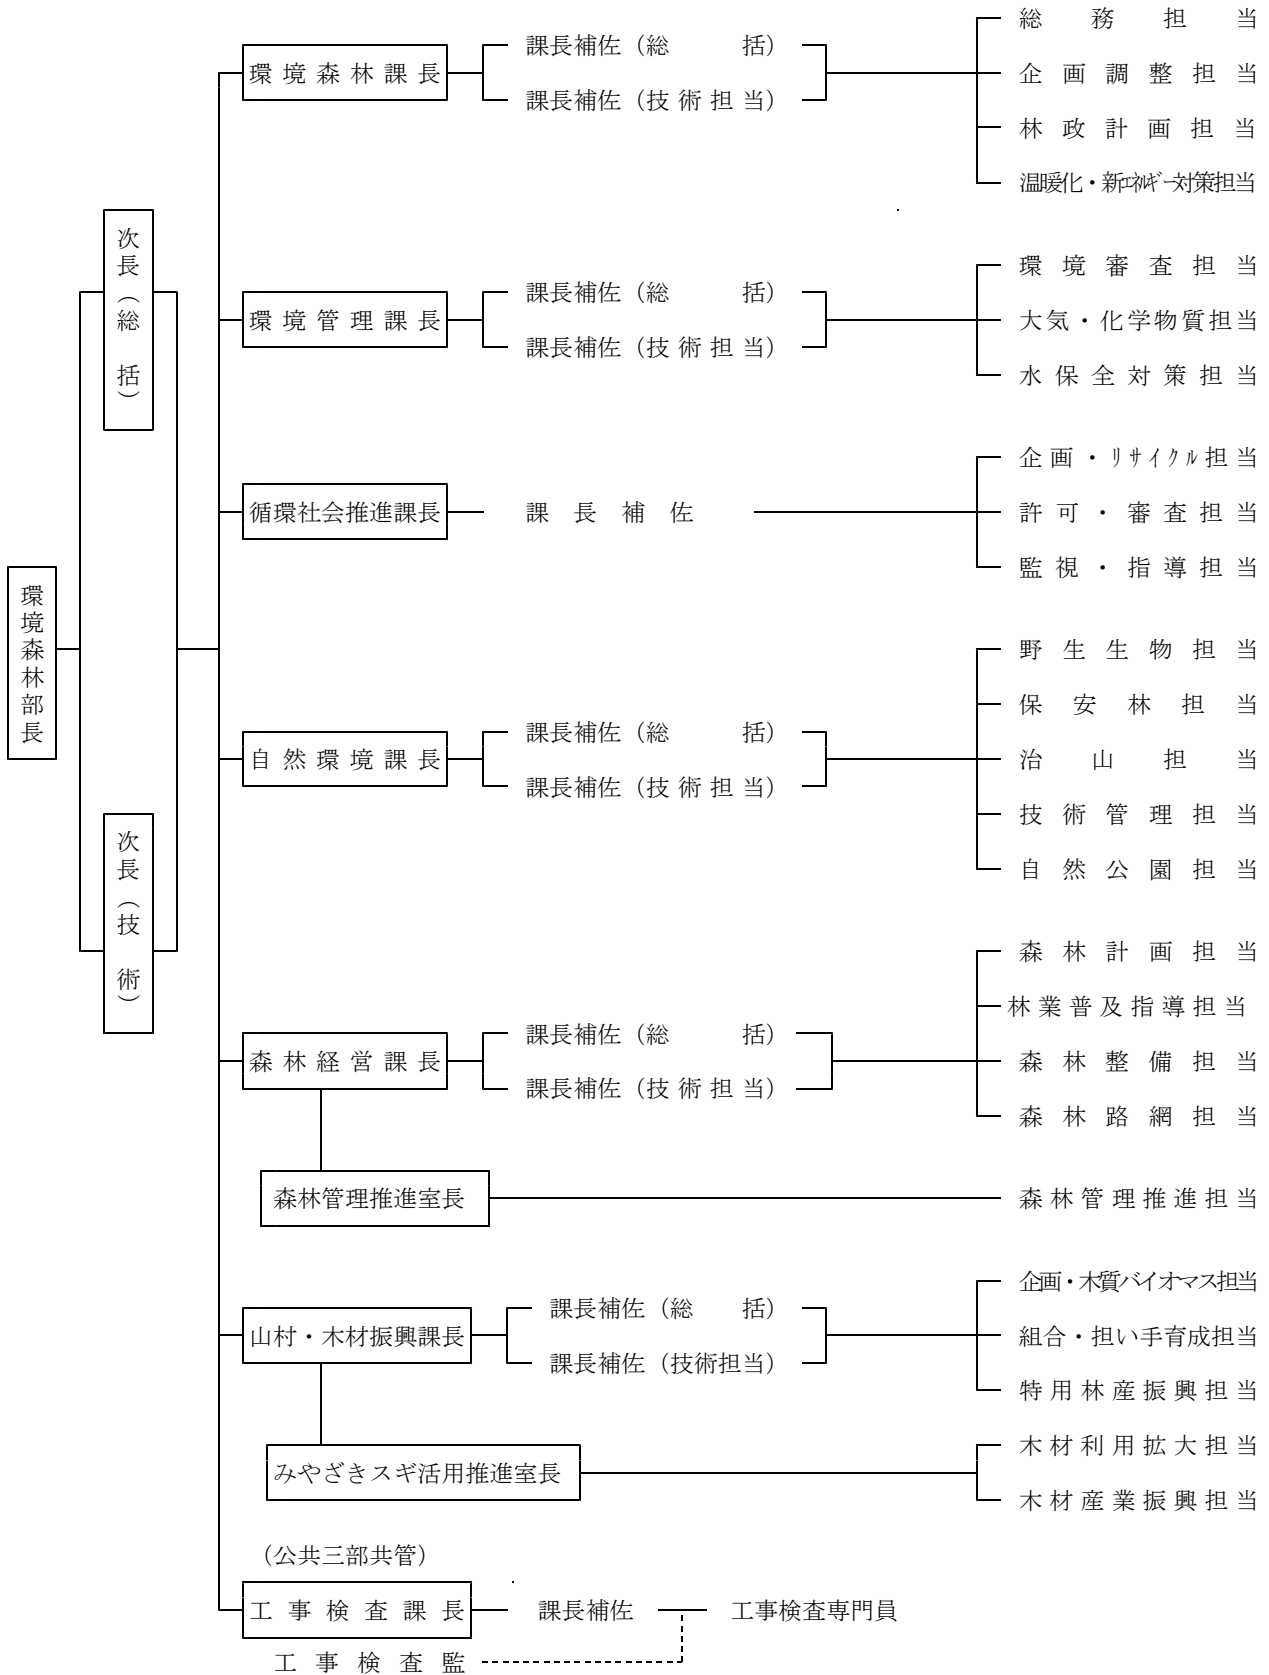 環境森林部長
次長（総括）
次長（技術）
環境森林課長
課長補佐（総括）
課長補佐（技術担当）
総務担当
企画調整担当
林政計画担当
温暖化・新エネルギー対策担当
環境管理課長
課長補佐（総括）
課長補佐（技術担当）
環境審査担当
大気・化学物質担当
水保全対策担当
循環社会推進課長
課長補佐
企画・リサイクル担当
許可・審査担当
監視・指導担当
自然環境課長
課長補佐（総括）
課長補佐（技術担当）
野生生物担当
保安林担当
治山担当
技術管理担当
自然公園担当
森林経営課長
課長補佐（総括）
課長補佐（技術担当）
森林計画担当
林業普及指導担当
森林整備担当
森林路網担当
森林管理推進室長
森林管理推進担当
山村・木材振興課長
課長補佐（総括）
課長補佐（技術担当）
企画・木質バイオマス担当
組合・担い手育成担当
特用林産振興担当
みやざきスギ活用推進室長
木材利用拡大担当
木材産業振興担当
（公共三部共管）
工事検査課長
課長補佐
工事検査専門員
工事検査監